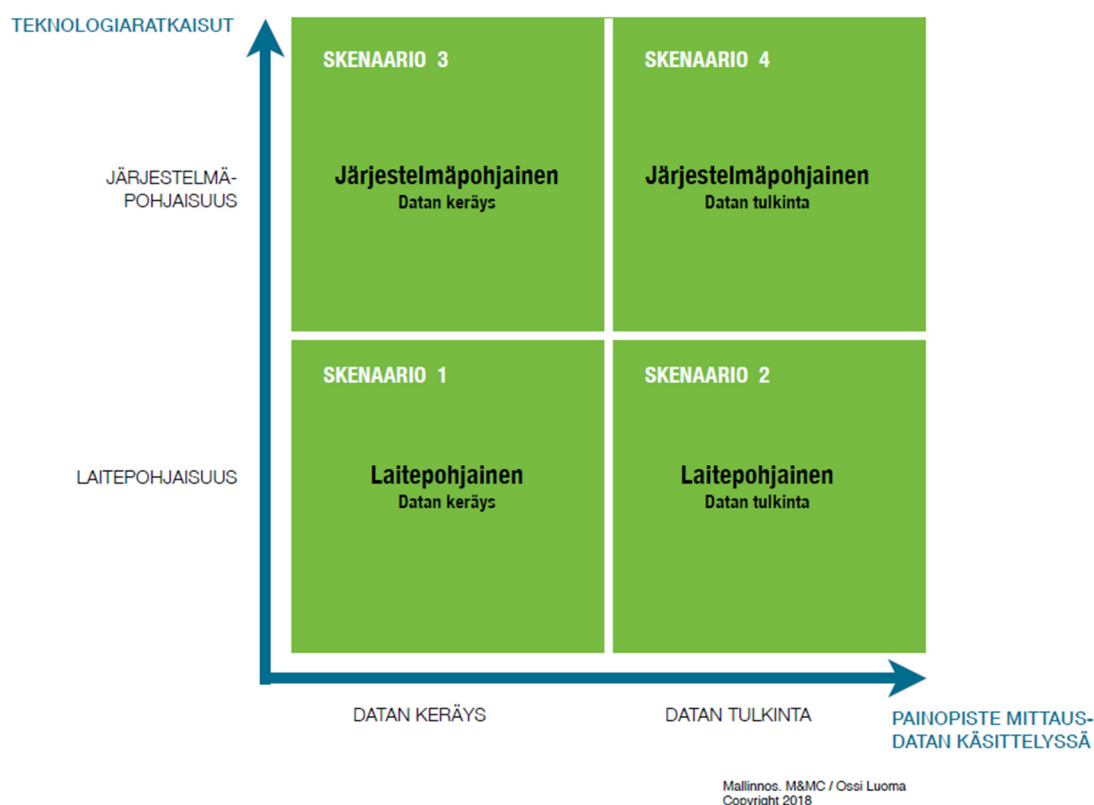 TEKNOLOGIARATKAISUT
SKENAARIO 3
SKENAARIO 4
JÄRJESTELMÄ-
POHJAISUUS
Järjestelmäpohjainen
Datan keräys
Järjestelmäpohjainen
Datan tulkinta
SKENAARIO 1
SKENAARIO 2
LAITEPOHJAISUUS
Laitepohjainen
Datan keräys
Laitepohjainen
Datan tulkinta
DATAN KERÄYS
DATAN TULKINTA
PAINOPISTE MITTAUS-
DATAN KÄSITTELYSSÄ
Mallinnos. M&MC / Ossi Luoma
Copyright 2018